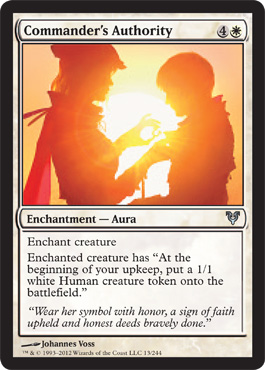 Commander's Authority 4
Enchantment — Aura
Enchant creature
Enchanted creature has "At the
beginning of your upkeep, put a 1/1
white Human creature token onto the
battlefield."
"Wear her symbol with honor, a sign of faith
upheld and honest deeds bravely done."
Johannes Voss
™ & © 1993-2012 Wizards of the Coast LLC 13/244